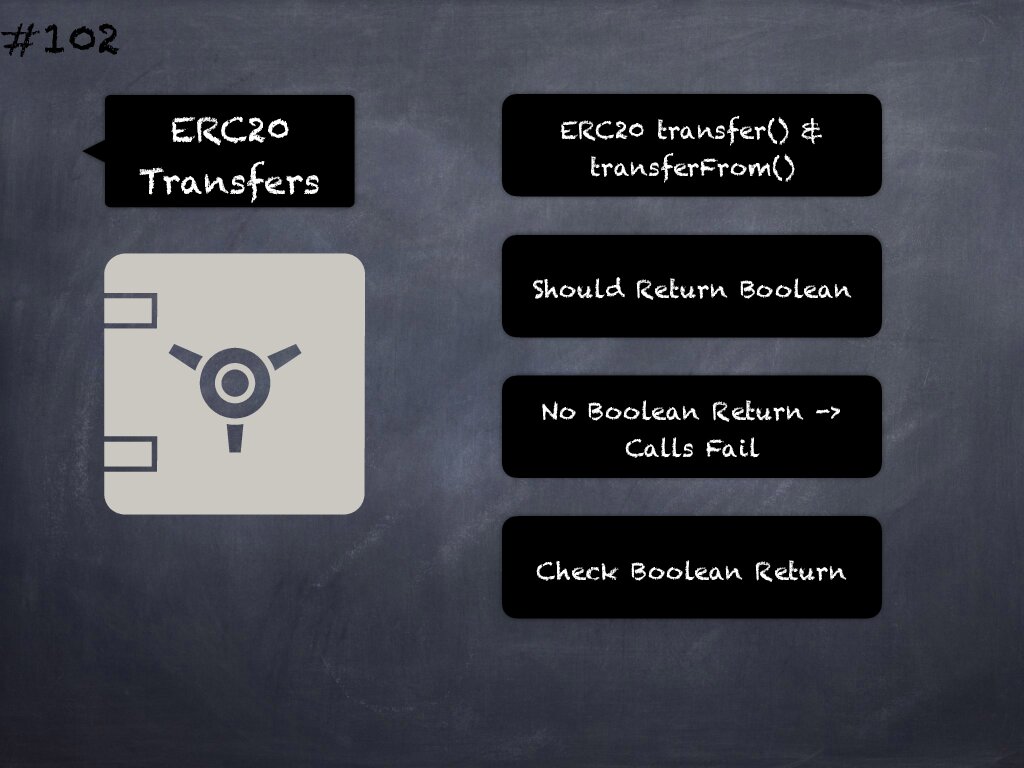 #102
ERC20
Transfers
ERC20 transfer() &
transferFrom()
Should Return Boolean
No Boolean Return ->
Calls Fail
Check Boolean Return